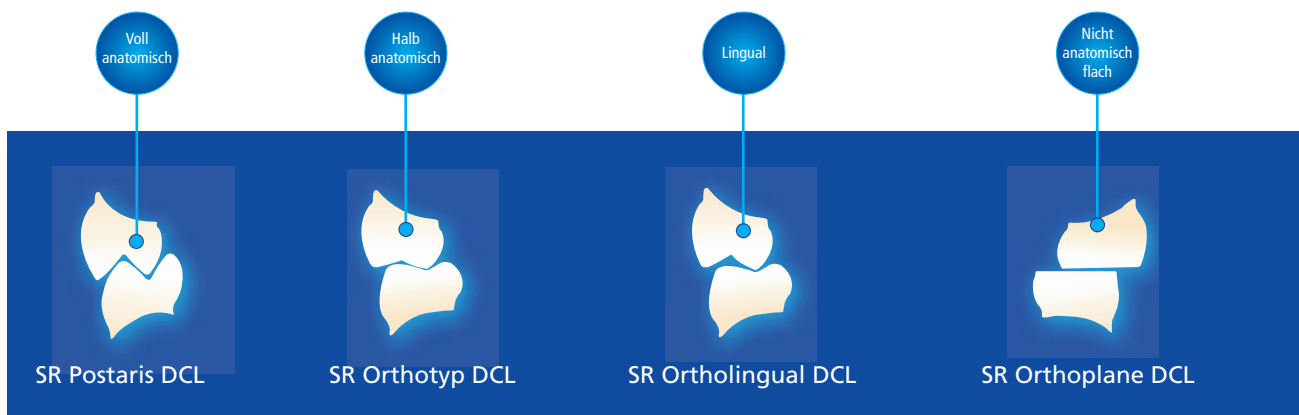 Voll
anatomisch
Halb
anatomisch
Lingual
Nicht
anatomisch
flach
SR Postaris DCL
SR Orthotyp DCL
SR Ortholingual DCL
SR Orthoplane DCL